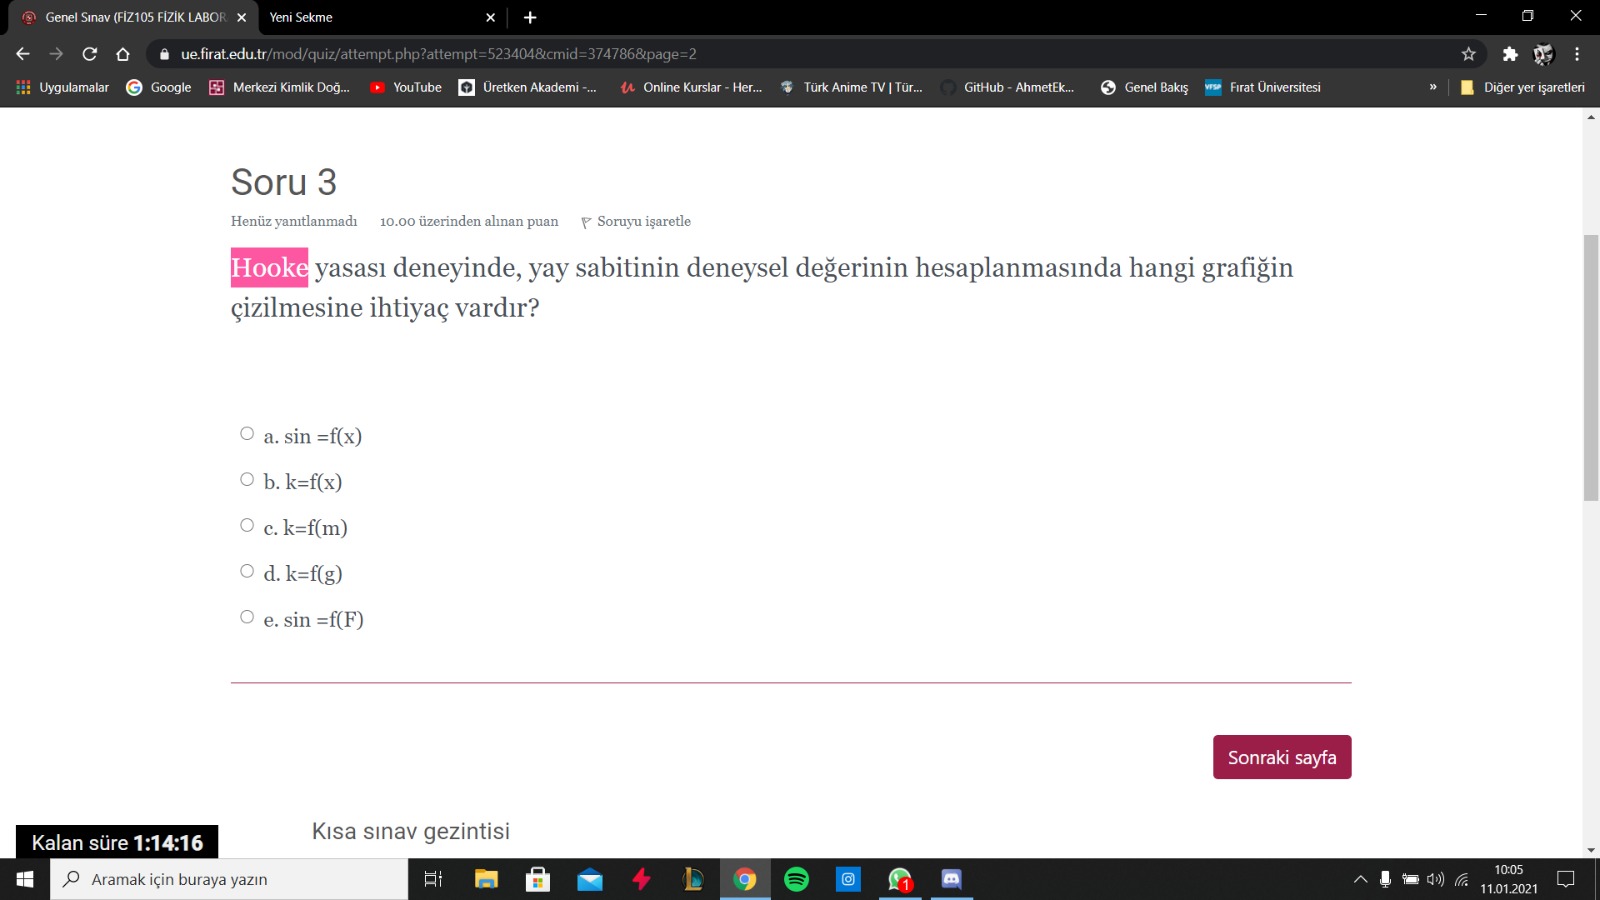 Genel Sınav (FİZ105 FİZİK LABOR
Yeni Sekme
ue.firat.edu.tr/mod/quiz/attempt.php?attempt=523404&cmid=374786&page=2
Uygulamalar
Google
Merkezi Kimlik Doğ...
YouTube
Üretken Akademi -...
Online Kurslar - Her...
Türk Anime TV | Tür...
GitHub - AhmetEk...
Genel Bakış
VFSP
Fırat Üniversitesi
»
Diğer yer işaretleri
Soru 3
Henüz yanıtlanmadı 10.00 üzerinden alınan puan Soruyu işaretle
Hooke yasası deneyinde, yay sabitinin deneysel değerinin hesaplanmasında hangi grafiğin
çizilmesine ihtiyaç vardır?
a. sin =f(x)
b. k=f(x)
c. k=f(m)
d. k=f(g)
e. sin =f(F)
Sonraki sayfa
Kısa sınav gezintisi
Kalan süre 1:14:16
Aramak için buraya yazın
1
10:05
11.01.2021